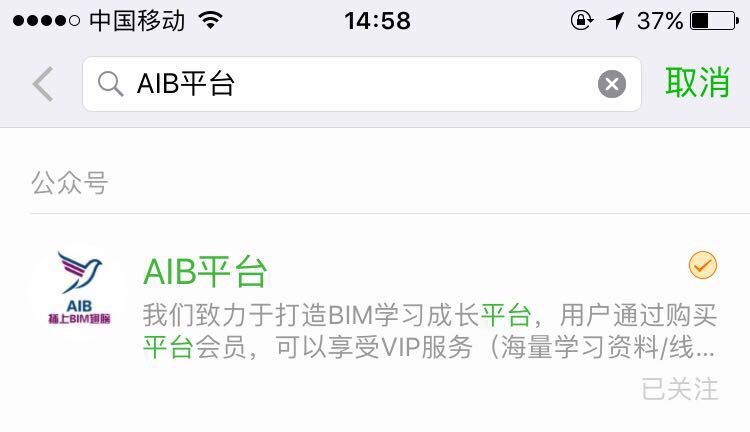 中国移动 14:58 37%
AIB平台 取消
公众号
AIB平台
AIB
插上BIM翅膀
我们致力于打造BIM学习成长平台，用户通过购买
平台会员，可以享受VIP服务（海量学习资料/线...
已关注